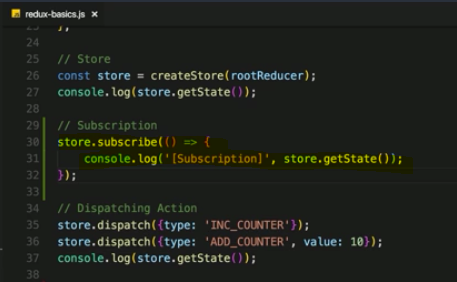 redux-basics.js ×
23 };
24
25 // Store
26 const store = createStore(rootReducer);
27 console.log(store.getState());
28
29 // Subscription
30 store.subscribe(() => {
31 console.log('[Subscription]', store.getState());
32 });
33
34 // Dispatching Action
35 store.dispatch({type: 'INC_COUNTER'});
36 store.dispatch({type: 'ADD_COUNTER', value: 10});
37 console.log(store.getState());
38